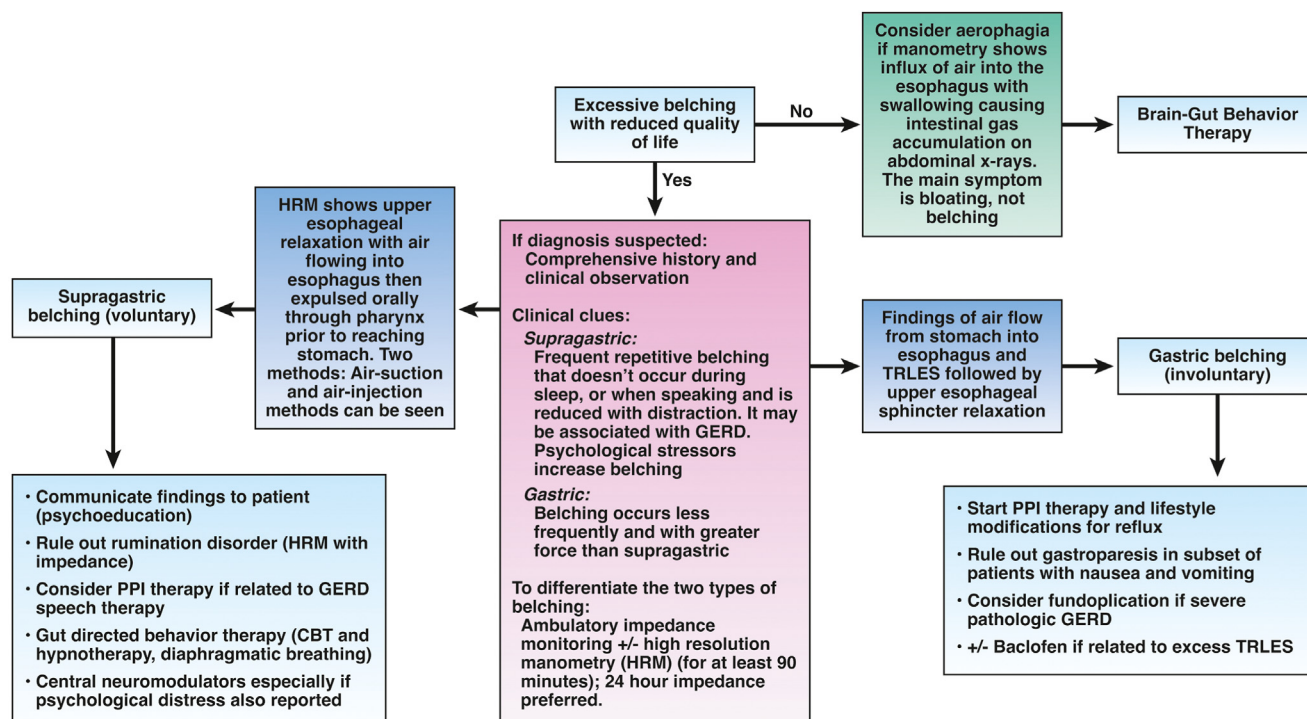 Excessive belching
with reduced quality
of life
No
Consider aerophagia
if manometry shows
influx of air into the
esophagus with
swallowing causing
intestinal gas
accumulation on
abdominal x-rays.
The main symptom
is bloating, not
belching
Brain-Gut Behavior
Therapy
Yes
If diagnosis suspected:
Comprehensive history and
clinical observation
Clinical clues:
Supragastric:
Frequent repetitive belching
that doesn't occur during
sleep, or when speaking and is
reduced with distraction. It may
be associated with GERD.
Psychological stressors
increase belching
Gastric:
Belching occurs less
frequently and with greater
force than supragastric
To differentiate the two types of
belching:
Ambulatory impedance
monitoring +/- high resolution
manometry (HRM) (for at least 90
minutes); 24 hour impedance
preferred.
HRM shows upper
esophageal
relaxation with air
flowing into
esophagus then
expulsed orally
through pharynx
prior to reaching
stomach. Two
methods: Air-suction
and air-injection
methods can be seen
Supragastric
belching (voluntary)
· Communicate findings to patient
(psychoeducation)
· Rule out rumination disorder (HRM with
impedance)
· Consider PPI therapy if related to GERD
speech therapy
· Gut directed behavior therapy (CBT and
hypnotherapy, diaphragmatic breathing)
· Central neuromodulators especially if
psychological distress also reported
Findings of air flow
from stomach into
esophagus and
TRLES followed by
upper esophageal
sphincter relaxation
Gastric belching
(involuntary)
· Start PPI therapy and lifestyle
modifications for reflux
· Rule out gastroparesis in subset of
patients with nausea and vomiting
· Consider fundoplication if severe
pathologic GERD
· +/- Baclofen if related to excess TRLES